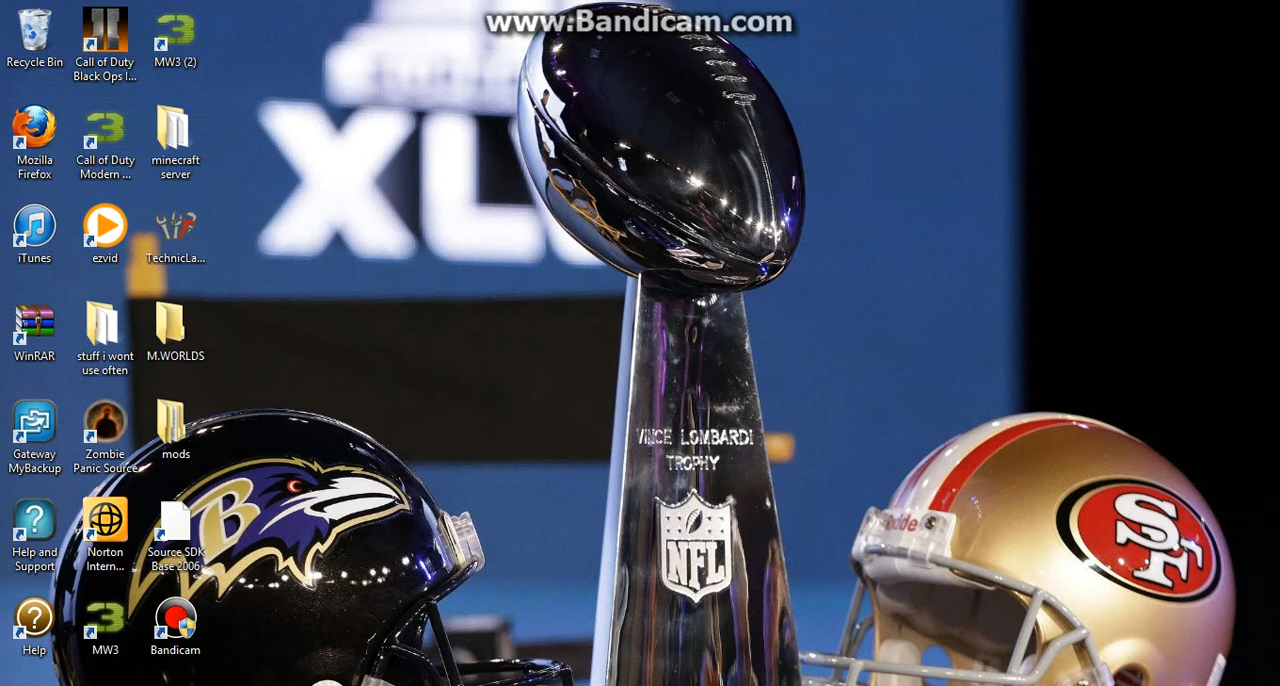 www.Bandicam.com
Recycle Bin
Call of Duty
Black Ops I...
MW3 (2)
Mozilla
Firefox
Call of Duty
Modern ...
minecraft
server
iTunes
ezvid
TechnicLa...
WinRAR
stuff i wont
use often
M.WORLDS
Gateway
MyBackup
Zombie
Panic Source
mods
Help and
Support
Norton
Intern...
Source SDK
Base 2006
Help
MW3
Bandicam
XL
VINCE LOMBARDI
TROPHY
NFL
B
SF